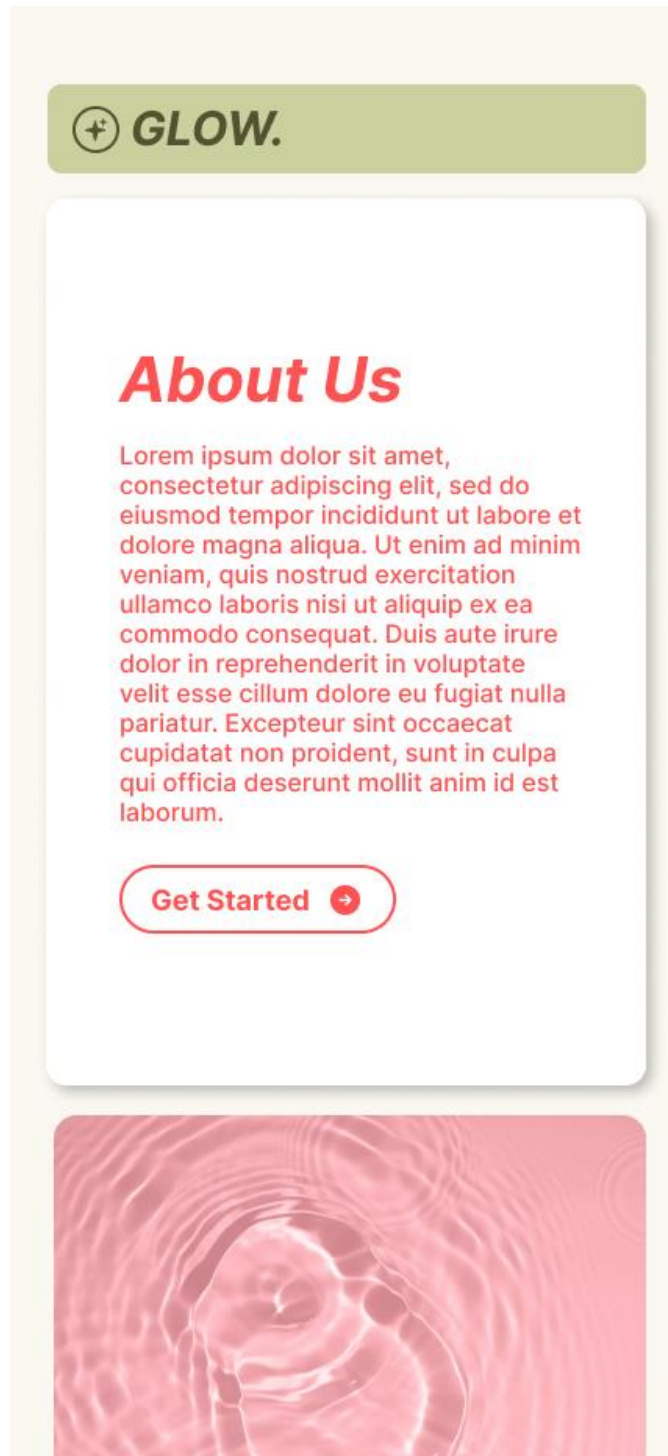 GLOW.
About Us
Lorem ipsum dolor sit amet,
consectetur adipiscing elit, sed do
eiusmod tempor incididunt ut labore et
dolore magna aliqua. Ut enim ad minim
veniam, quis nostrud exercitation
ullamco laboris nisi ut aliquip ex ea
commodo consequat. Duis aute irure
dolor in reprehenderit in voluptate
velit esse cillum dolore eu fugiat nulla
pariatur. Excepteur sint occaecat
cupidatat non proident, sunt in culpa
qui officia deserunt mollit anim id est
laborum.
Get Started